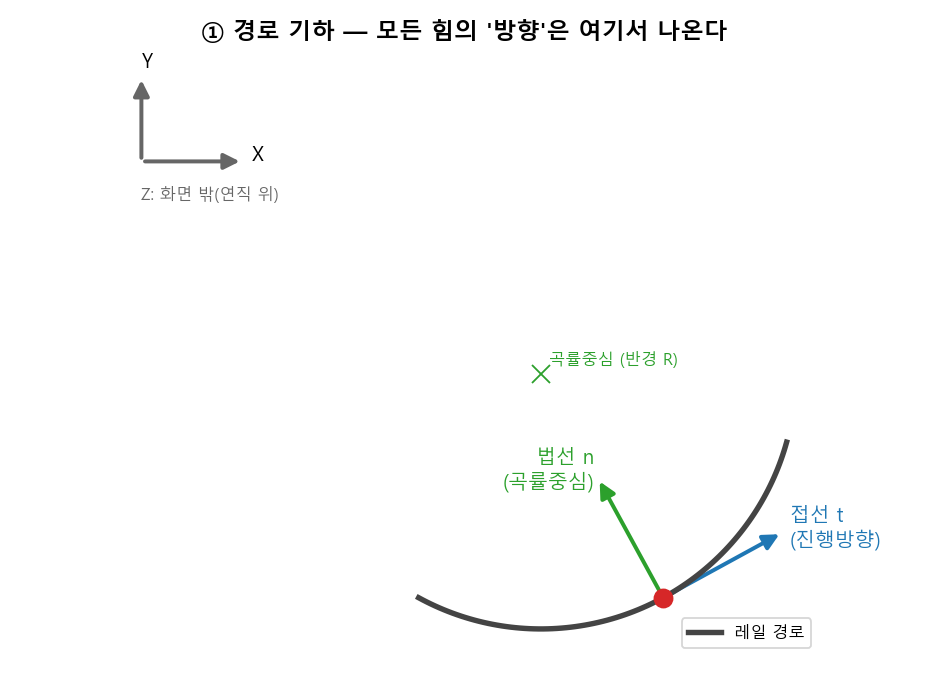 ① 경로 기하 — 모든 힘의 '방향'은 여기서 나온다
Y
X
Z: 화면 밖(연직 위)
곡률중심 (반경 R)
법선 n
(곡률중심)
접선 t
(진행방향)
레일 경로